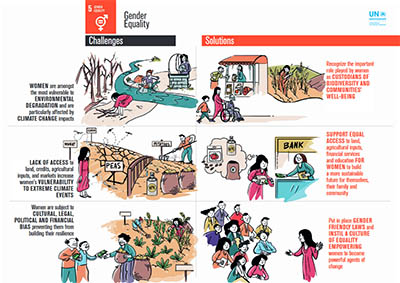 5 GENDER EQUALITY
Gender
Equality
UN
Challenges
Solutions
WOMEN are amongst
the most vulnerable to
ENVIRONMENTAL
DEGRADATION and are
particularly affected by
CLIMATE CHANGE
Recognize the important
role played by women
as CUSTODIANS OF
BIODIVERSITY AND
COMMUNITIES'
WELL-BEING
LACK OF ACCESS to
land, credits, agricultural
inputs, and markets increases
women's VULNERABILITY
TO EXTREME CLIMATE
EVENTS
PEAS
BANK
SUPPORT EQUAL
ACCESS to land,
agricultural inputs,
financial services
and education FOR
WOMEN to build
a more sustainable
future for themselves,
their family and
community
Women are subject to
CULTURAL, LEGAL,
POLITICAL AND FINANCIAL
BIAS preventing them from
building their resilience
Put in place GENDER
FRIENDLY LAWS and
INSTIL A CULTURE
OF EQUALITY
EMPOWERING
women to become
powerful agents of
change